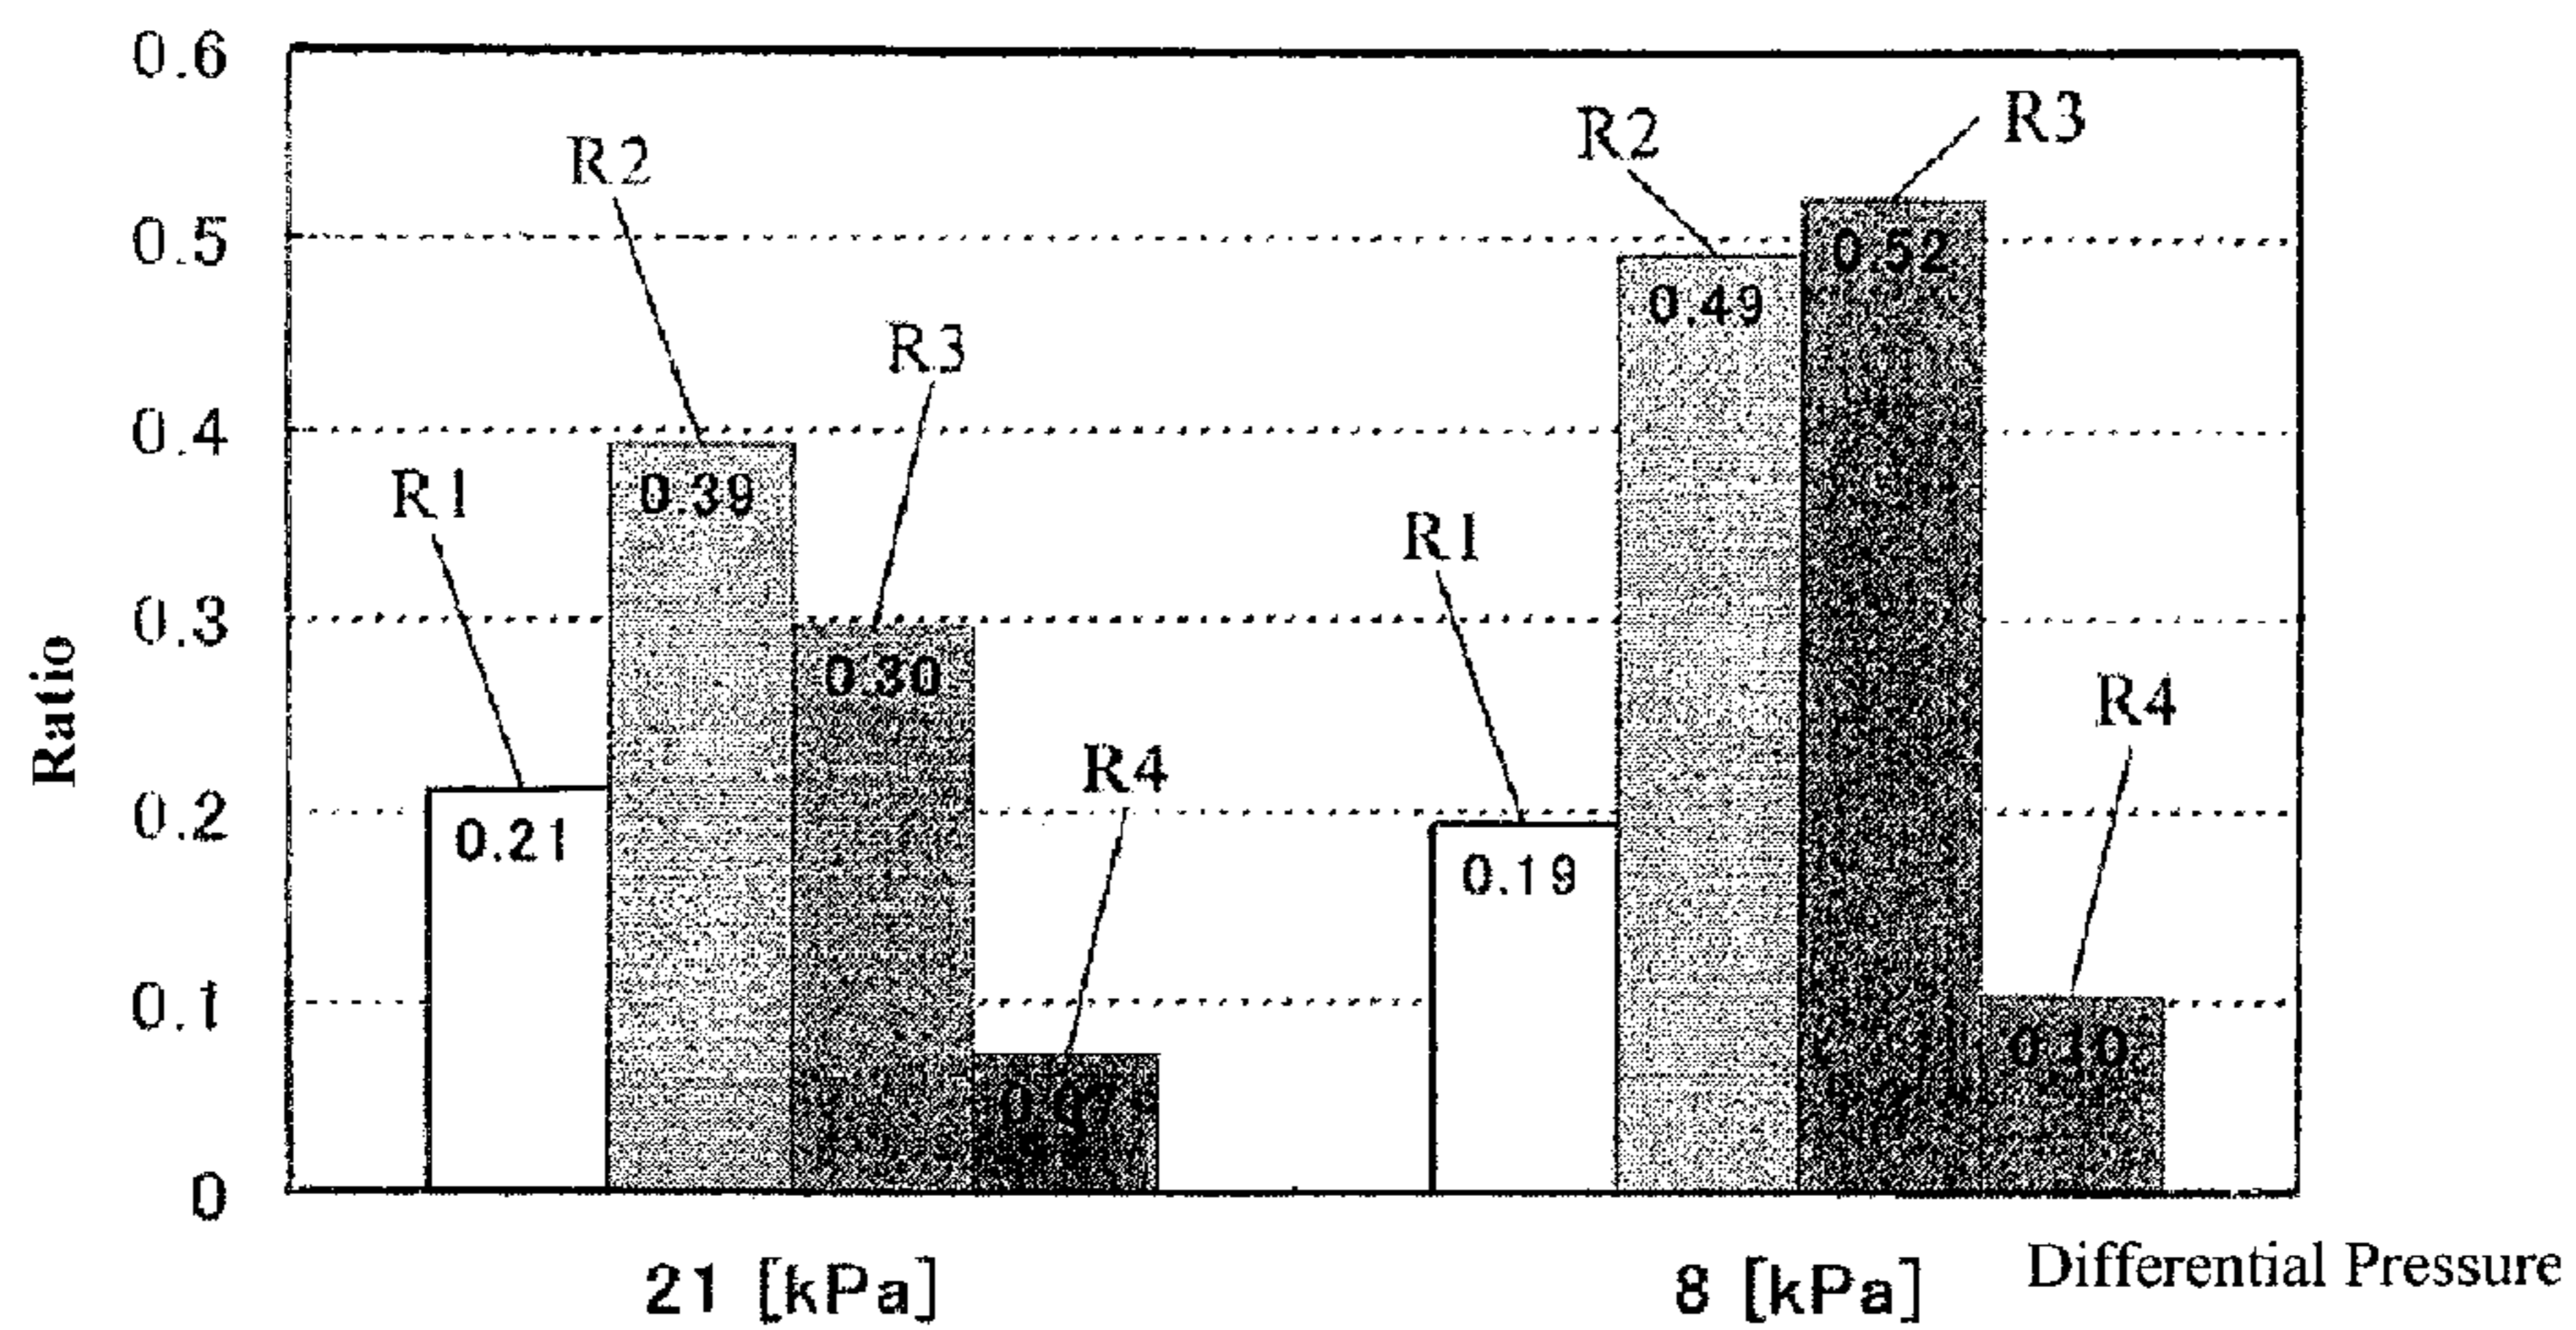 0.6
0.5
0.4
0.3
0.2
0.1
0
Ratio
R1
R2
R3
R4
0.21
0.39
0.30
0.07
R1
R2
R3
R4
0.19
0.49
0.52
0.10
21 [kPa]
8 [kPa]
Differential Pressure